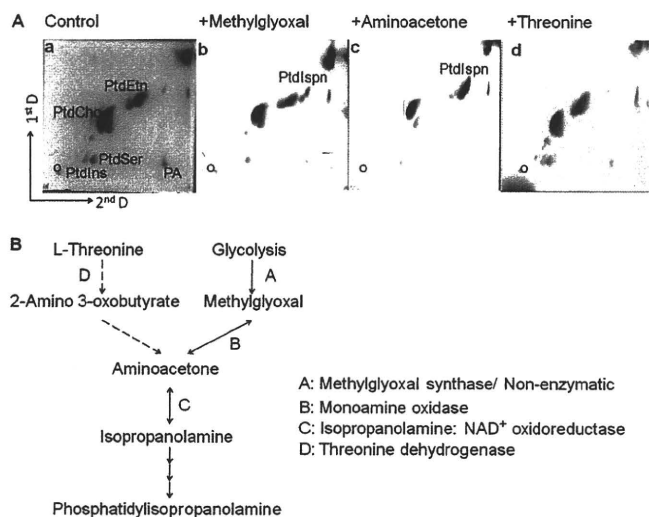 A Control +Methylglyoxal +Aminoacetone +Threonine
a b c d
PtdEtn PtdIspn PtdIspn
PtdCho
PtdSer
PtdIns PA
o o o o
1st D
2nd D
B
L-Threonine Glycolysis
D A
2-Amino 3-oxobutyrate Methylglyoxal
B
Aminoacetone
C
Isopropanolamine
Phosphatidylisopropanolamine
A: Methylglyoxal synthase/ Non-enzymatic
B: Monoamine oxidase
C: Isopropanolamine: NAD+ oxidoreductase
D: Threonine dehydrogenase